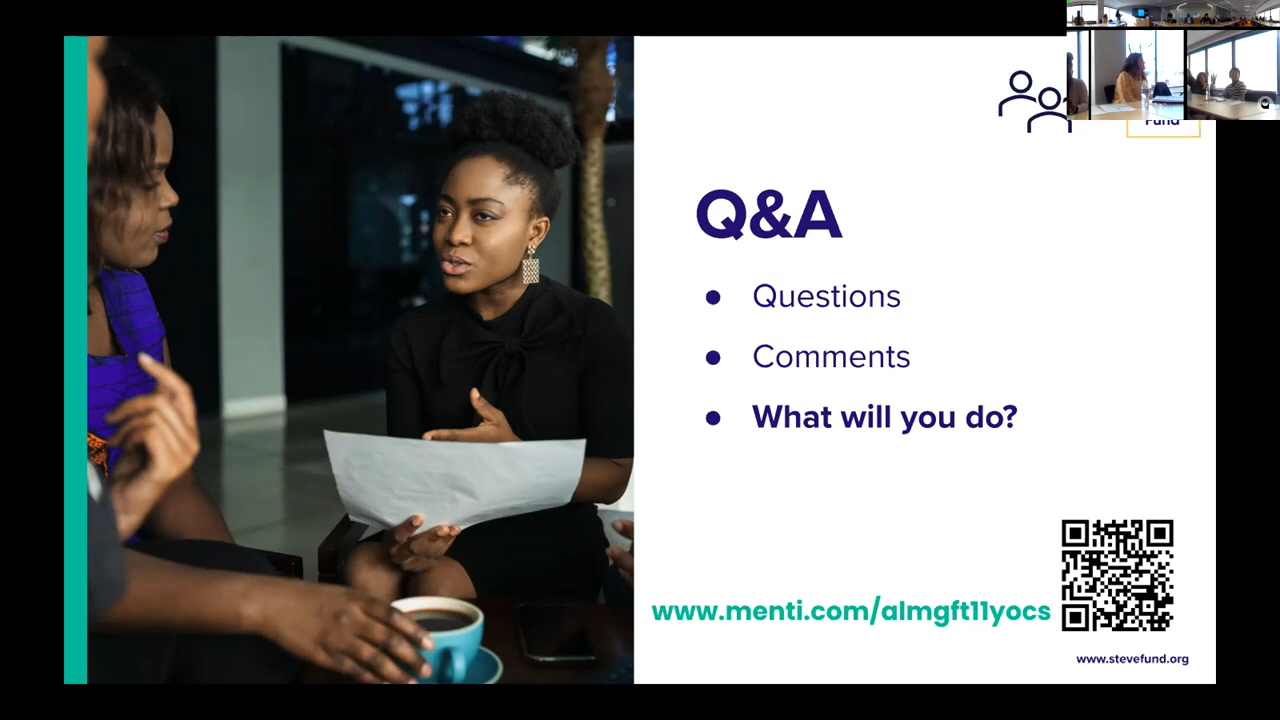 Fund
Q&A
● Questions
● Comments
● What will you do?
www.menti.com/almgft11yocs
www.stevefund.org